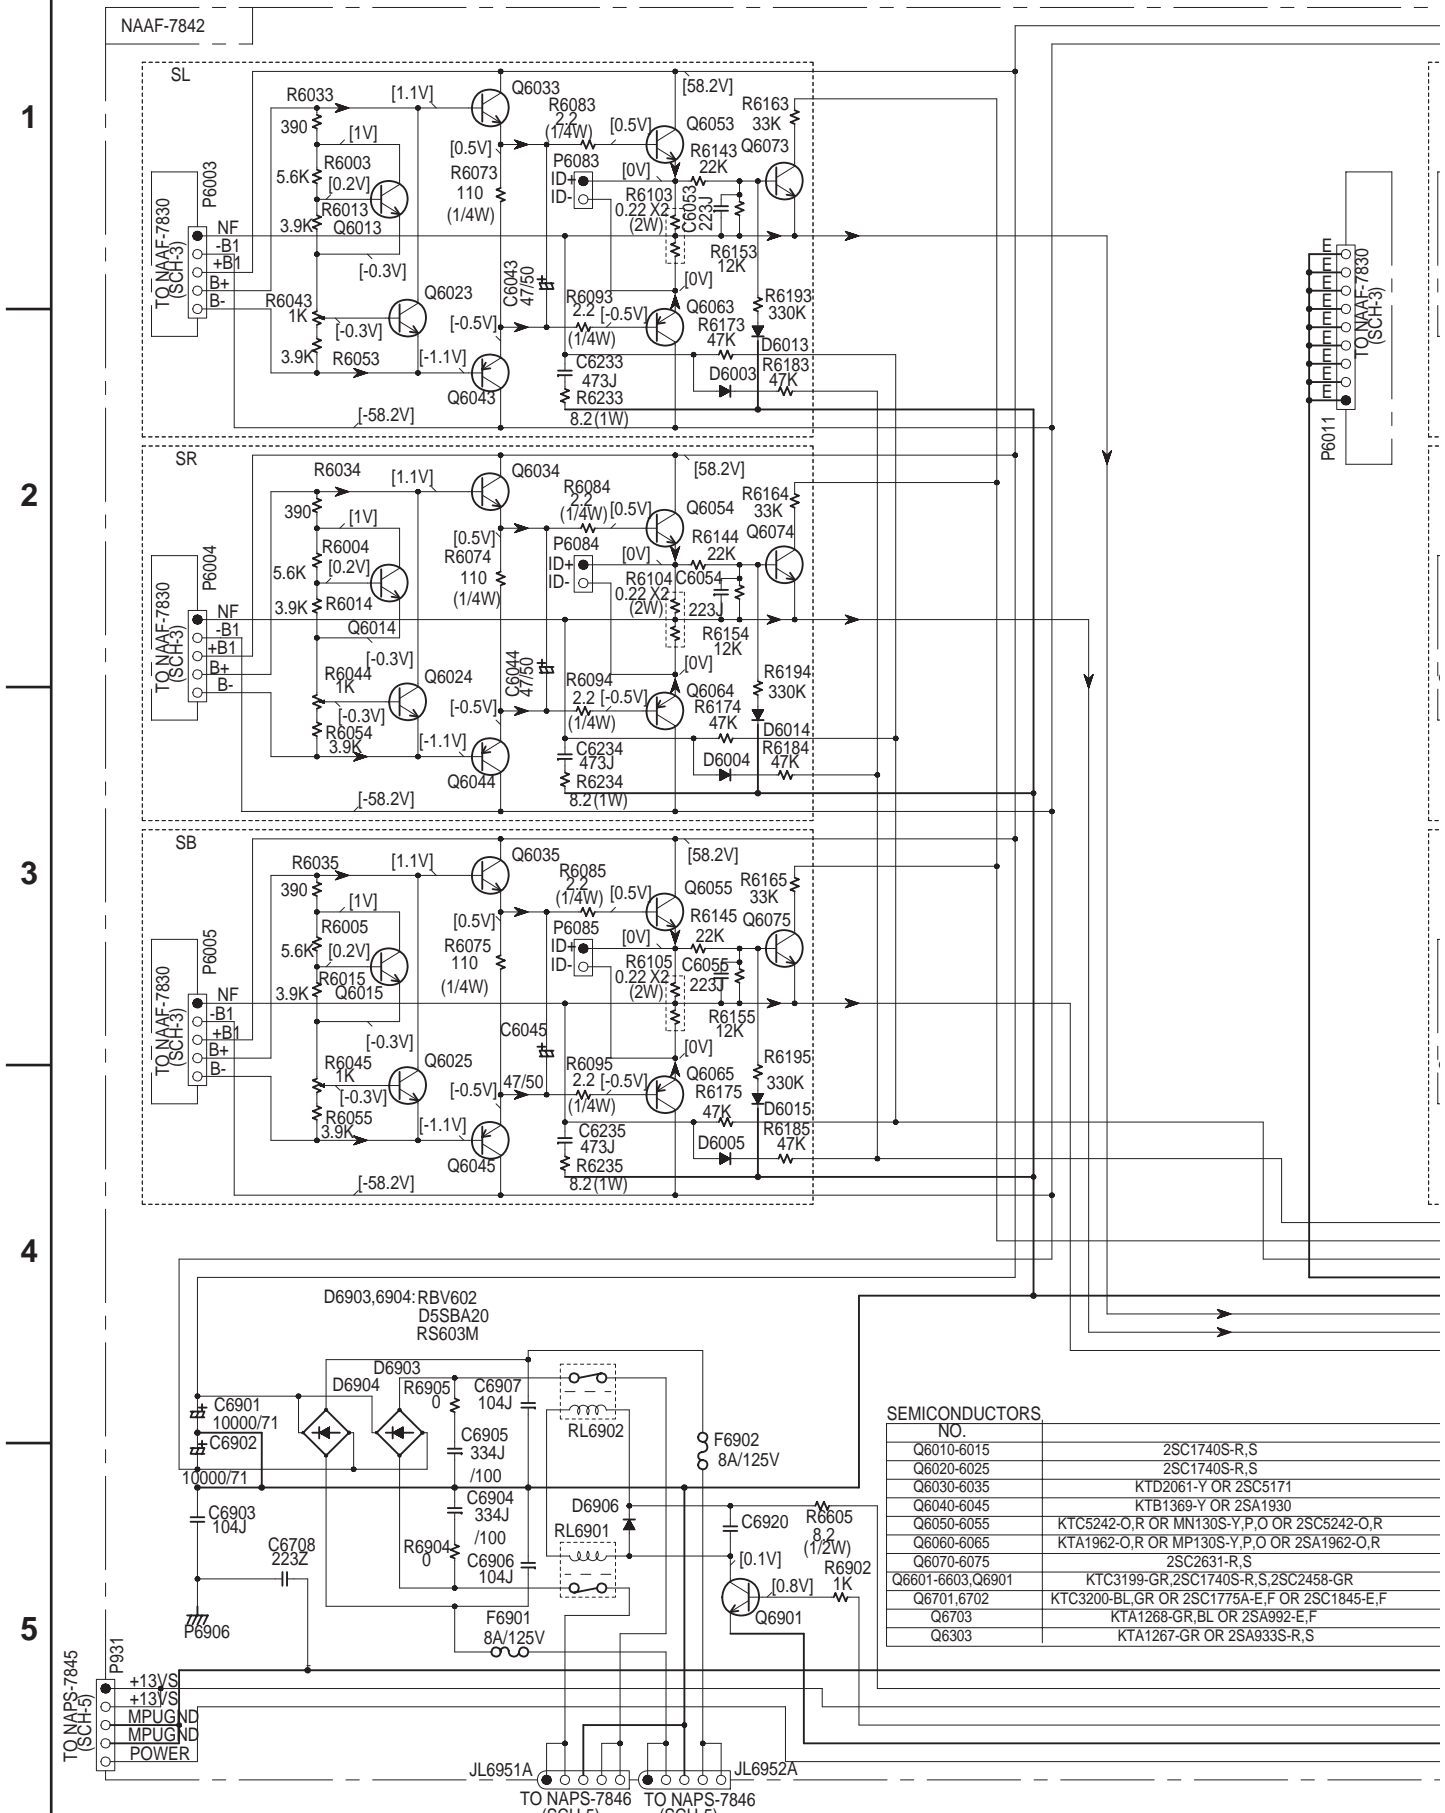 NAAF-7842
1
2
3
4
5
SL
R6033
390
[1.1V]
Q6033
R6083
2.2
(1/4W)
[0.5V]
[58.2V]
Q6053
R6163
33K
[1V]
5.6K
R6003
[0.2V]
R6013
3.9K
Q6013
[0.5V]
R6073
110
(1/4W)
P6083
ID+
ID-
[0V]
R6143
22K
Q6073
R6103
0.22 X2
(2W)
C6053
223J
R6153
12K
P6003
TO NAAF-7830
(SCH-3)
NF
-B1
+B1
B+
B-
[-0.3V]
R6043
1K
[-0.3V]
3.9K
R6053
Q6023
[-1.1V]
Q6043
[-0.5V]
C6043
47/50
R6093
2.2
[-0.5V]
(1/4W)
[0V]
Q6063
R6173
47K
R6193
330K
D6013
C6233
473J
R6233
8.2(1W)
D6003
R6183
47K
[-58.2V]
E
E
E
E
E
E
E
E
E
TO NAAF-7830
(SCH-3)
P6011
SR
R6034
390
[1.1V]
Q6034
R6084
2.2
(1/4W)
[0.5V]
[58.2V]
Q6054
R6164
33K
[1V]
R6004
5.6K
[0.2V]
3.9K
R6014
Q6014
[0.5V]
R6074
110
(1/4W)
P6084
ID+
ID-
[0V]
R6144
22K
Q6074
R6104
0.22 X2
(2W)
C6054
223J
R6154
12K
P6004
TO NAAF-7830
(SCH-3)
NF
-B1
+B1
B+
B-
[-0.3V]
R6044
1K
[-0.3V]
R6054
3.9K
Q6024
[-1.1V]
Q6044
[-0.5V]
C6044
47/50
R6094
2.2
[-0.5V]
(1/4W)
[0V]
Q6064
R6174
47K
R6194
330K
D6014
C6234
473J
R6234
8.2(1W)
D6004
R6184
47K
[-58.2V]
SB
R6035
390
[1.1V]
Q6035
R6085
2.2
(1/4W)
[0.5V]
[58.2V]
Q6055
R6165
33K
[1V]
R6005
5.6K
[0.2V]
R6015
3.9K
Q6015
[0.5V]
R6075
110
(1/4W)
P6085
ID+
ID-
[0V]
R6145
22K
Q6075
R6105
0.22 X2
(2W)
C6055
223J
R6155
12K
P6005
TO NAAF-7830
(SCH-3)
NF
-B1
+B1
B+
B-
[-0.3V]
R6045
1K
[-0.3V]
R6055
3.9K
Q6025
[-1.1V]
Q6045
[-0.5V]
C6045
47/50
R6095
2.2
[-0.5V]
(1/4W)
[0V]
Q6065
R6175
47K
R6195
330K
D6015
C6235
473J
R6235
8.2(1W)
D6005
R6185
47K
[-58.2V]
D6903,6904: RBV602
D5SBA20
RS603M
D6903
D6904
R6905
0
C6907
104J
C6901
10000/71
C6902
10000/71
C6905
334J
/100
RL6902
F6902
8A/125V
C6903
104J
C6904
334J
/100
R6904
0
C6906
104J
C6708
223Z
D6906
RL6901
C6920
R6605
8.2
(1/2W)
[0.1V]
[0.8V]
R6902
1K
Q6901
P6906
F6901
8A/125V
SEMICONDUCTORS
NO.
Q6010-6015 2SC1740S-R,S
Q6020-6025 2SC1740S-R,S
Q6030-6035 KTD2061-Y OR 2SC5171
Q6040-6045 KTB1369-Y OR 2SA1930
Q6050-6055 KTC5242-O,R OR MN130S-Y,P,O OR 2SC5242-O,R
Q6060-6065 KTA1962-O,R OR MP130S-Y,P,O OR 2SA1962-O,R
Q6070-6075 2SC2631-R,S
Q6601-6603,Q6901 KTC3199-GR,2SC1740S-R,S,2SC2458-GR
Q6701,6702 KTC3200-BL,GR OR 2SC1775A-E,F OR 2SC1845-E,F
Q6703 KTA1268-GR,BL OR 2SA992-E,F
Q6303 KTA1267-GR OR 2SA933S-R,S
P931
TO NAPS-7845
(SCH-5)
+13VS
+13VS
MPUGND
MPUGND
POWER
JL6951A
JL6952A
TO NAPS-7846
TO NAPS-7846
(SCH-5)
(SCH-5)